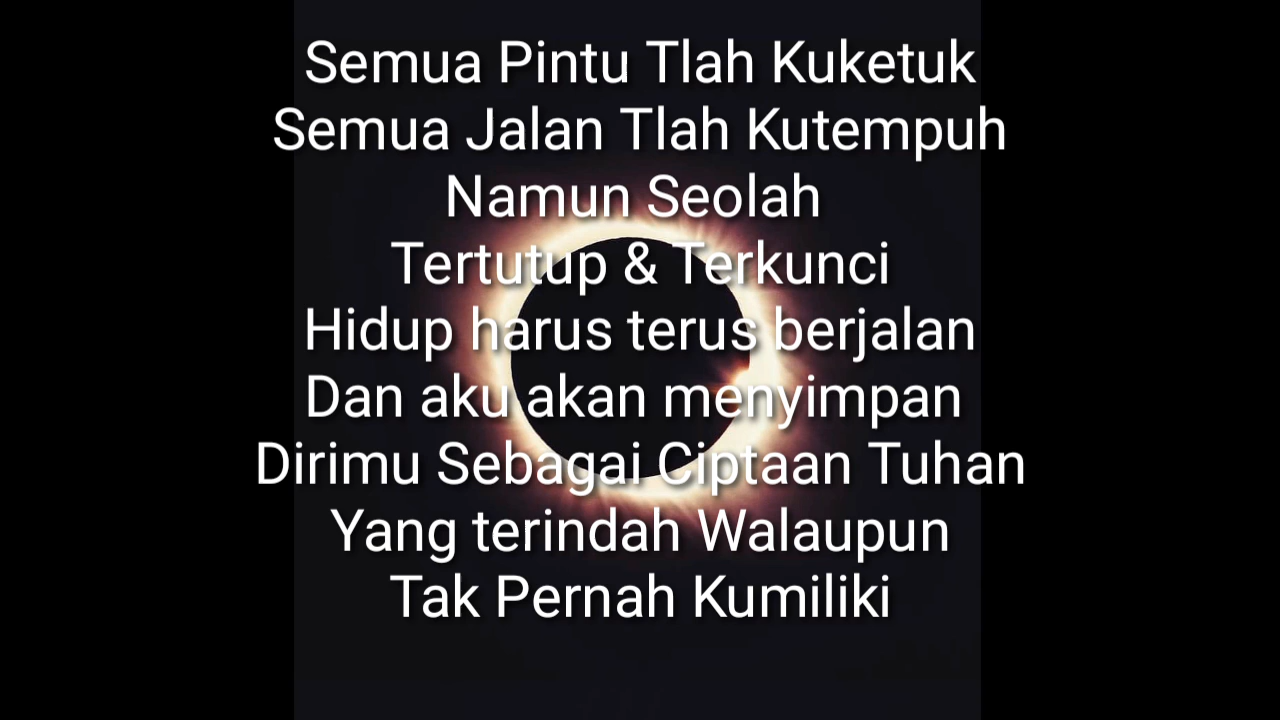 Semua Pintu Tlah Kuketuk
Semua Jalan Tlah Kutempuh
Namun Seolah
Tertutup & Terkunci
Hidup harus terus berjalan
Dan aku akan menyimpan
Dirimu Sebagai Ciptaan Tuhan
Yang terindah Walaupun
Tak Pernah Kumiliki